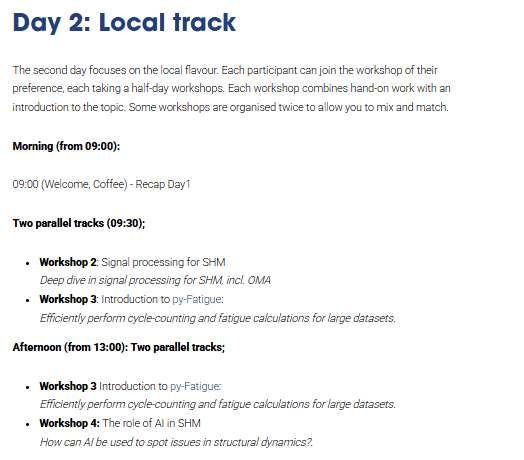 Day 2: Local track
The second day focuses on the local flavour. Each participant can join the workshop of their
preference, each taking a half-day workshops. Each workshop combines hand-on work with an
introduction to the topic. Some workshops are organised twice to allow you to mix and match.
Morning (from 09:00):
09:00 (Welcome, Coffee) - Recap Day1
Two parallel tracks (09:30);
• Workshop 2: Signal processing for SHM
Deep dive in signal processing for SHM, incl. OMA
• Workshop 3: Introduction to py-Fatigue:
Efficiently perform cycle-counting and fatigue calculations for large datasets.
Afternoon (from 13:00): Two parallel tracks;
• Workshop 3 Introduction to py-Fatigue:
Efficiently perform cycle-counting and fatigue calculations for large datasets.
• Workshop 4: The role of AI in SHM
How can AI be used to spot issues in structural dynamics?.